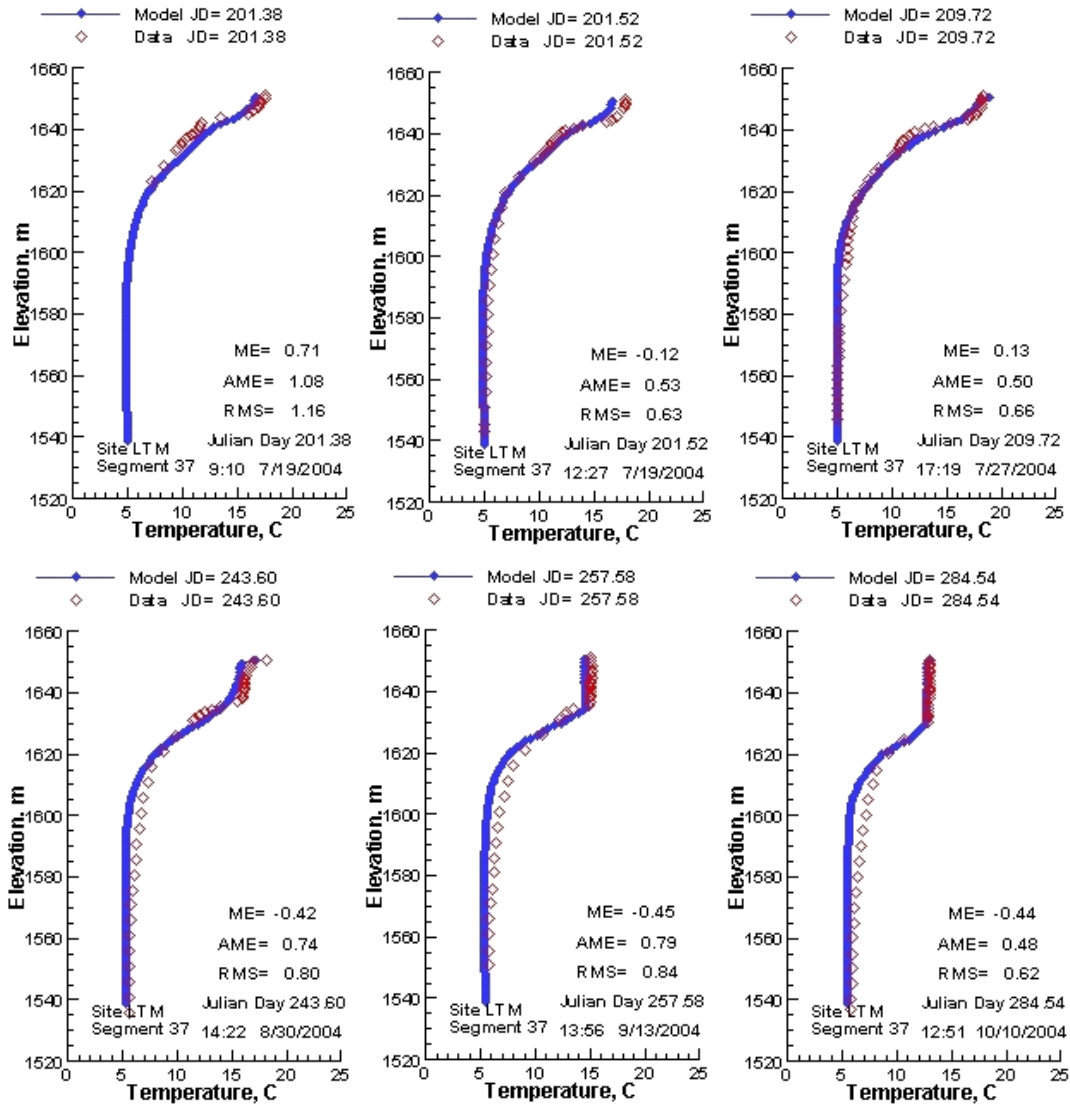 Model JD= 201.38
Data JD= 201.38
1660
1640
1620
1600
1580
1560
1540
1520
Elevation, m
ME= 0.71
AME= 1.08
RMS= 1.16
Julian Day 201.38
Site LTM
Segment 37
9:10 7/19/2004
0 5 10 15 20 25
Temperature, C
Model JD= 201.52
Data JD= 201.52
1660
1640
1620
1600
1580
1560
1540
1520
Elevation, m
ME= -0.12
AME= 0.53
RMS= 0.63
Julian Day 201.52
Site LTM
Segment 37
12:27 7/19/2004
0 5 10 15 20 25
Temperature, C
Model JD= 209.72
Data JD= 209.72
1660
1640
1620
1600
1580
1560
1540
1520
Elevation, m
ME= 0.13
AME= 0.50
RMS= 0.66
Julian Day 209.72
Site LTM
Segment 37
17:19 7/27/2004
0 5 10 15 20 25
Temperature, C
Model JD= 243.60
Data JD= 243.60
1660
1640
1620
1600
1580
1560
1540
1520
Elevation, m
ME= -0.42
AME= 0.74
RMS= 0.80
Julian Day 243.60
Site LTM
Segment 37
14:22 8/30/2004
0 5 10 15 20 25
Temperature, C
Model JD= 257.58
Data JD= 257.58
1660
1640
1620
1600
1580
1560
1540
1520
Elevation, m
ME= -0.45
AME= 0.79
RMS= 0.84
Julian Day 257.58
Site LTM
Segment 37
13:56 9/13/2004
0 5 10 15 20 25
Temperature, C
Model JD= 284.54
Data JD= 284.54
1660
1640
1620
1600
1580
1560
1540
1520
Elevation, m
ME= -0.44
AME= 0.48
RMS= 0.62
Julian Day 284.54
Site LTM
Segment 37
12:51 10/10/2004
0 5 10 15 20 25
Temperature, C